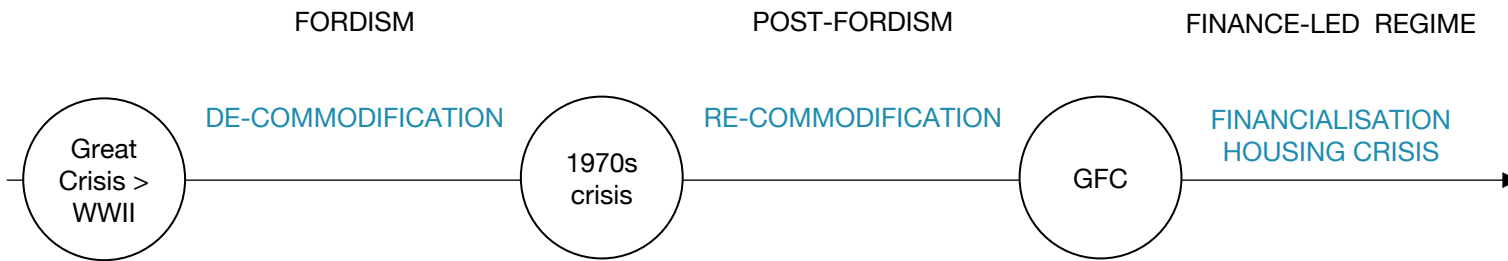 FORDISM
POST-FORDISM
FINANCE-LED REGIME
DE-COMMODIFICATION
RE-COMMODIFICATION
FINANCIALISATION
HOUSING CRISIS
Great
Crisis >
WWII
1970s
crisis
GFC